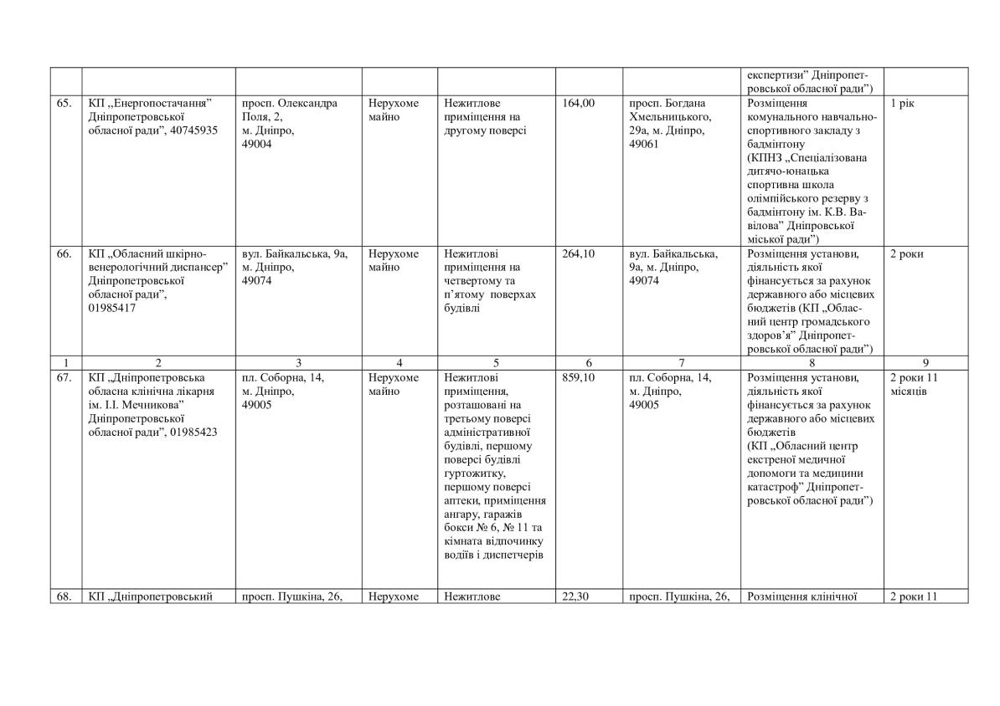 експертизи” Дніпропет-
ровської обласної ради”)
65.
КП „Енергопостачання”
Дніпропетровської
обласної ради”, 40745935
просп. Олександра
Поля, 2,
м. Дніпро,
49004
Нерухоме
майно
Нежитлове
приміщення на
другому поверсі
164,00
просп. Богдана
Хмельницького,
29а, м. Дніпро,
49061
Розміщення
комунального навчально-
спортивного закладу з
бадмінтону
(КПНЗ „Спеціалізована
дитячо-юнацька
спортивна школа
олімпійського резерву з
бадмінтону ім. К.В. Ва-
вілова” Дніпровської
міської ради”)
1 рік
66.
КП „Обласний шкірно-
венерологічний диспансер”
Дніпропетровської
обласної ради”,
01985417
вул. Байкальська, 9а,
м. Дніпро,
49074
Нерухоме
майно
Нежитлові
приміщення на
четвертому та
п’ятому  поверхах
будівлі
264,10
вул. Байкальська,
9а, м. Дніпро,
49074
Розміщення установи,
діяльність якої
фінансується за рахунок
державного або місцевих
бюджетів (КП „Облас-
ний центр громадського
здоров’я” Дніпропет-
ровської обласної ради”)
2 роки
1 2 3 4 5 6 7 8 9
67.
КП „Дніпропетровська
обласна клінічна лікарня
ім. І.І. Мечникова”
Дніпропетровської
обласної ради”, 01985423
пл. Соборна, 14,
м. Дніпро,
49005
Нерухоме
майно
Нежитлові
приміщення,
розташовані на
третьому поверсі
адміністративної
будівлі, першому
поверсі будівлі
гуртожитку,
першому поверсі
аптеки, приміщення
ангару, гаражів
бокси № 6, № 11 та
кімната відпочинку
водіїв і диспетчерів
859,10
пл. Соборна, 14,
м. Дніпро,
49005
Розміщення установи,
діяльність якої
фінансується за рахунок
державного або місцевих
бюджетів
(КП „Обласний центр
екстреної медичної
допомоги та медицини
катастроф” Дніпропет-
ровської обласної ради”)
2 роки 11
місяців
68.
КП „Дніпропетровський
просп. Пушкіна, 26,
Нерухоме
Нежитлове
22,30
просп. Пушкіна, 26,
Розміщення клінічної
2 роки 11